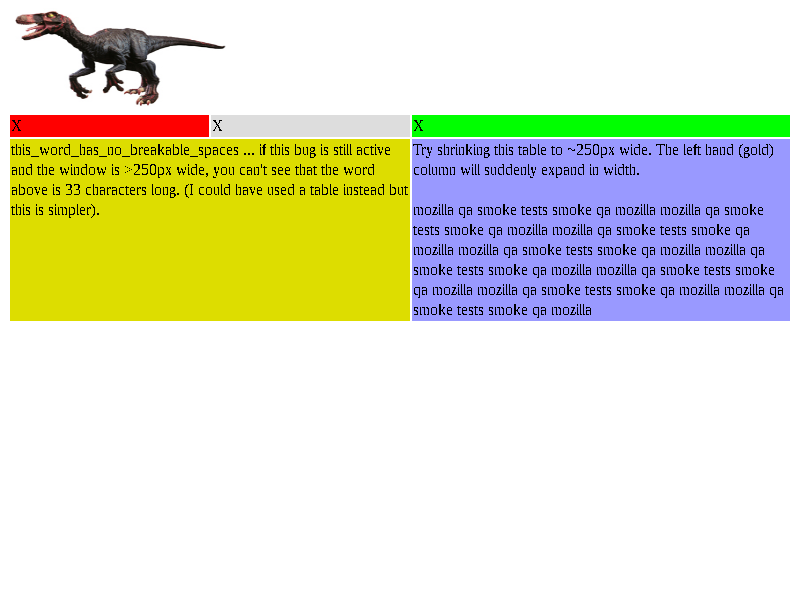 X X X
this_word_has_no_breakable_spaces ... if this bug is still active
and the window is >250px wide, you can't see that the word
above is 33 characters long. (I could have used a table instead but
this is simpler).
Try shrinking this table to ~250px wide. The left hand (gold)
column will suddenly expand in width.
mozilla qa smoke tests smoke qa mozilla mozilla qa smoke
tests smoke qa mozilla mozilla qa smoke tests smoke qa
mozilla mozilla qa smoke tests smoke qa mozilla mozilla qa
smoke tests smoke qa mozilla mozilla qa smoke tests smoke
qa mozilla mozilla qa smoke tests smoke qa mozilla mozilla qa
smoke tests smoke qa mozilla